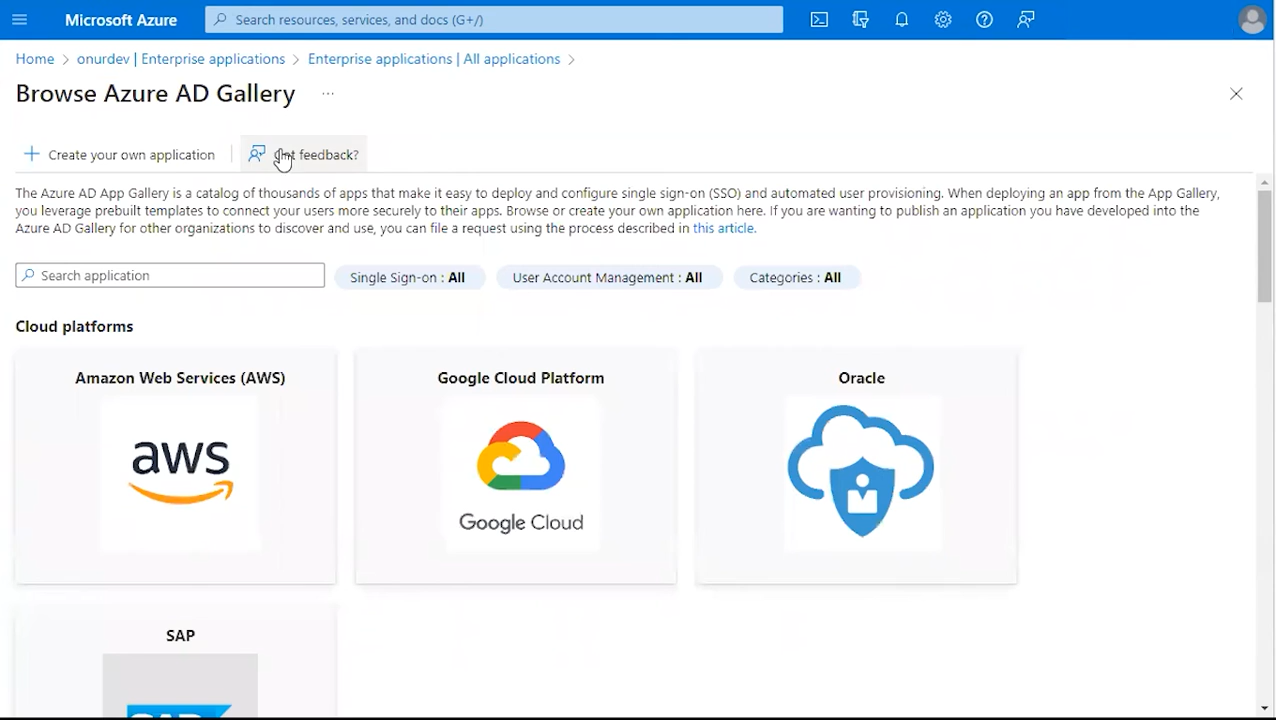 Microsoft Azure
Search resources, services, and docs (G+/)
Home > onurdev | Enterprise applications > Enterprise applications | All applications >
Browse Azure AD Gallery ...
Create your own application
feedback?
The Azure AD App Gallery is a catalog of thousands of apps that make it easy to deploy and configure single sign-on (SSO) and automated user provisioning. When deploying an app from the App Gallery,
you leverage prebuilt templates to connect your users more securely to their apps. Browse or create your own application here. If you are wanting to publish an application you have developed into the
Azure AD Gallery for other organizations to discover and use, you can file a request using the process described in this article.
Search application
Single Sign-on : All
User Account Management : All
Categories : All
Cloud platforms
Amazon Web Services (AWS)
aws
Google Cloud Platform
Google Cloud
Oracle
SAP
SAP